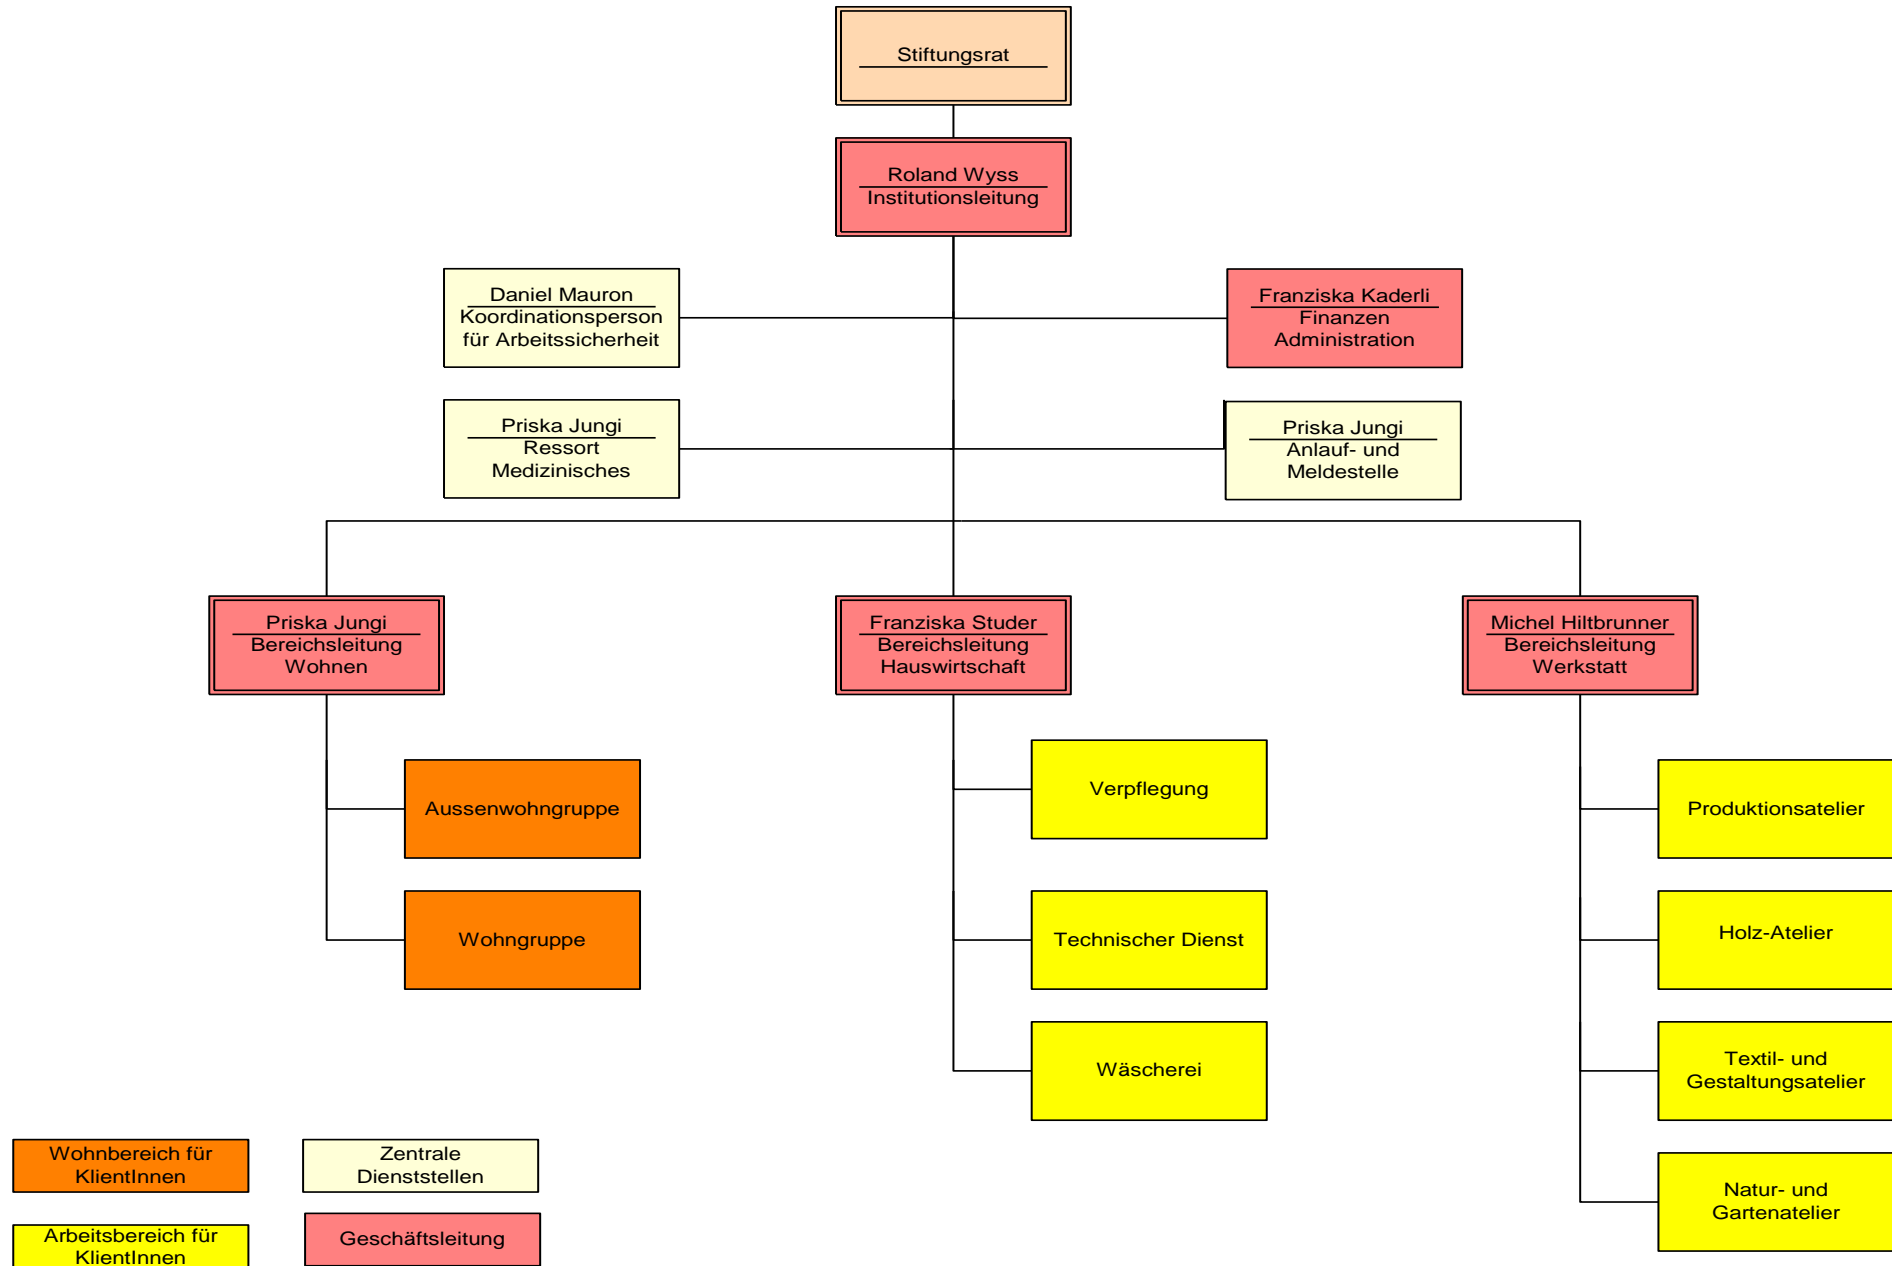 Stiftungsrat
Roland Wyss
Institutionsleitung
Daniel Mauron
Koordinationsperson
für Arbeitssicherheit
Franziska Kaderli
Finanzen
Administration
Priska Jungi
Ressort
Medizinisches
Priska Jungi
Anlauf- und
Meldestelle
Priska Jungi
Bereichsleitung
Wohnen
Franziska Studer
Bereichsleitung
Hauswirtschaft
Michel Hiltbrunner
Bereichsleitung
Werkstatt
Aussenwohngruppe
Wohngruppe
Verpflegung
Technischer Dienst
Wäscherei
Produktionsatelier
Holz-Atelier
Textil- und
Gestaltungsatelier
Natur- und
Gartenatelier
Wohnbereich für
KlientInnen
Zentrale
Dienststellen
Arbeitsbereich für
KlientInnen
Geschäftsleitung